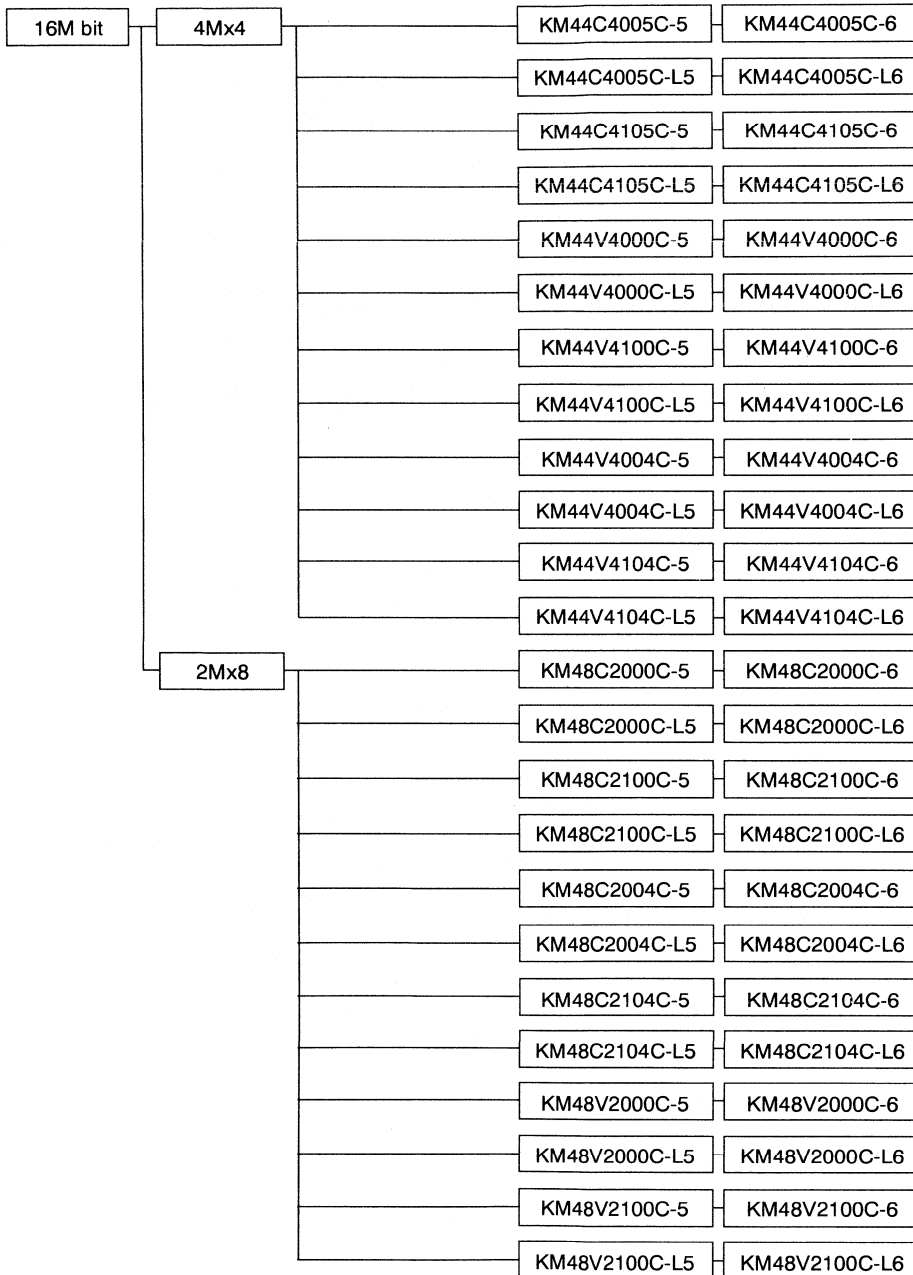 16M bit 4Mx4 KM44C4005C-5 KM44C4005C-6
KM44C4005C-L5 KM44C4005C-L6
KM44C4105C-5 KM44C4105C-6
KM44C4105C-L5 KM44C4105C-L6
KM44V4000C-5 KM44V4000C-6
KM44V4000C-L5 KM44V4000C-L6
KM44V4100C-5 KM44V4100C-6
KM44V4100C-L5 KM44V4100C-L6
KM44V4004C-5 KM44V4004C-6
KM44V4004C-L5 KM44V4004C-L6
KM44V4104C-5 KM44V4104C-6
KM44V4104C-L5 KM44V4104C-L6
2Mx8 KM48C2000C-5 KM48C2000C-6
KM48C2000C-L5 KM48C2000C-L6
KM48C2100C-5 KM48C2100C-6
KM48C2100C-L5 KM48C2100C-L6
KM48C2004C-5 KM48C2004C-6
KM48C2004C-L5 KM48C2004C-L6
KM48C2104C-5 KM48C2104C-6
KM48C2104C-L5 KM48C2104C-L6
KM48V2000C-5 KM48V2000C-6
KM48V2000C-L5 KM48V2000C-L6
KM48V2100C-5 KM48V2100C-6
KM48V2100C-L5 KM48V2100C-L6